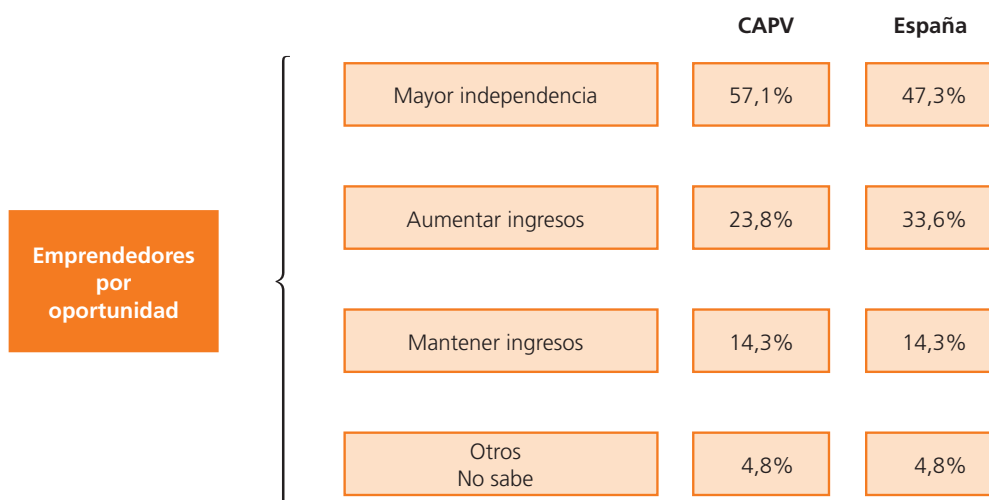 CAPV España
Mayor independencia 57,1% 47,3%
Aumentar ingresos 23,8% 33,6%
Emprendedores
por
oportunidad
Mantener ingresos 14,3% 14,3%
Otros
No sabe 4,8% 4,8%